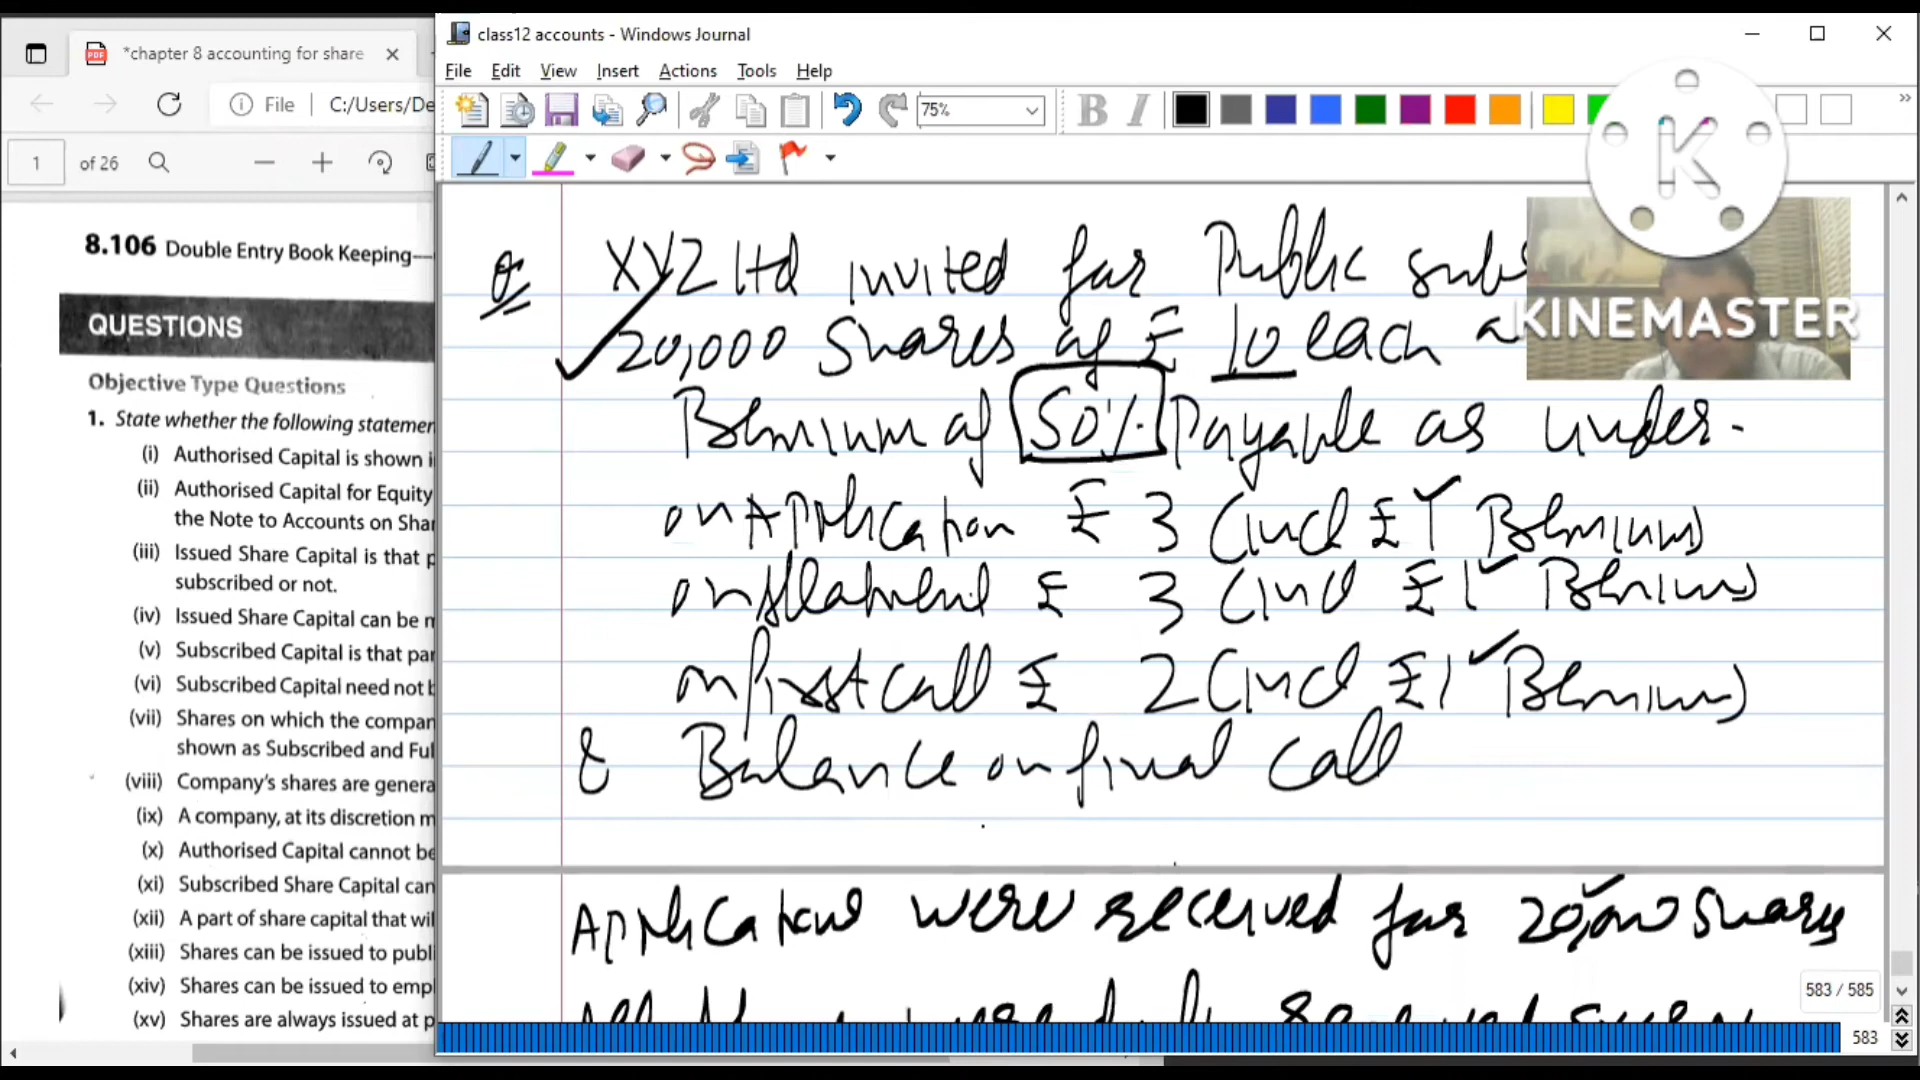 *chapter 8 accounting for share
File C:/Users/De
1 of 26
8.106 Double Entry Book Keeping—
QUESTIONS
Objective Type Questions
1. State whether the following statemen
(i) Authorised Capital is shown i
(ii) Authorised Capital for Equity
the Note to Accounts on Shar
(iii) Issued Share Capital is that p
subscribed or not.
(iv) Issued Share Capital can be m
(v) Subscribed Capital is that par
(vi) Subscribed Capital need not b
(vii) Shares on which the compan
shown as Subscribed and Ful
(viii) Company's shares are genera
(ix) A company, at its discretion m
(x) Authorised Capital cannot be
(xi) Subscribed Share Capital can
(xii) A part of share capital that wil
(xiii) Shares can be issued to publi
(xiv) Shares can be issued to emp
(xv) Shares are always issued at p
class12 accounts - Windows Journal
File Edit View Insert Actions Tools Help
75% B I
K
KINEMASTER
Q XYZ ltd invited for Public subs
20,000 Shares of ₹ 10 each
Premium of 50% Payable as under-
on Application ₹ 3 (incl ₹1 Premium)
on Allotment ₹ 3 (incl ₹1 Premium)
on first call ₹ 2 (incl ₹1 Premium)
& Balance on final call
Applications were received for 20,000 shares
583 / 585
583